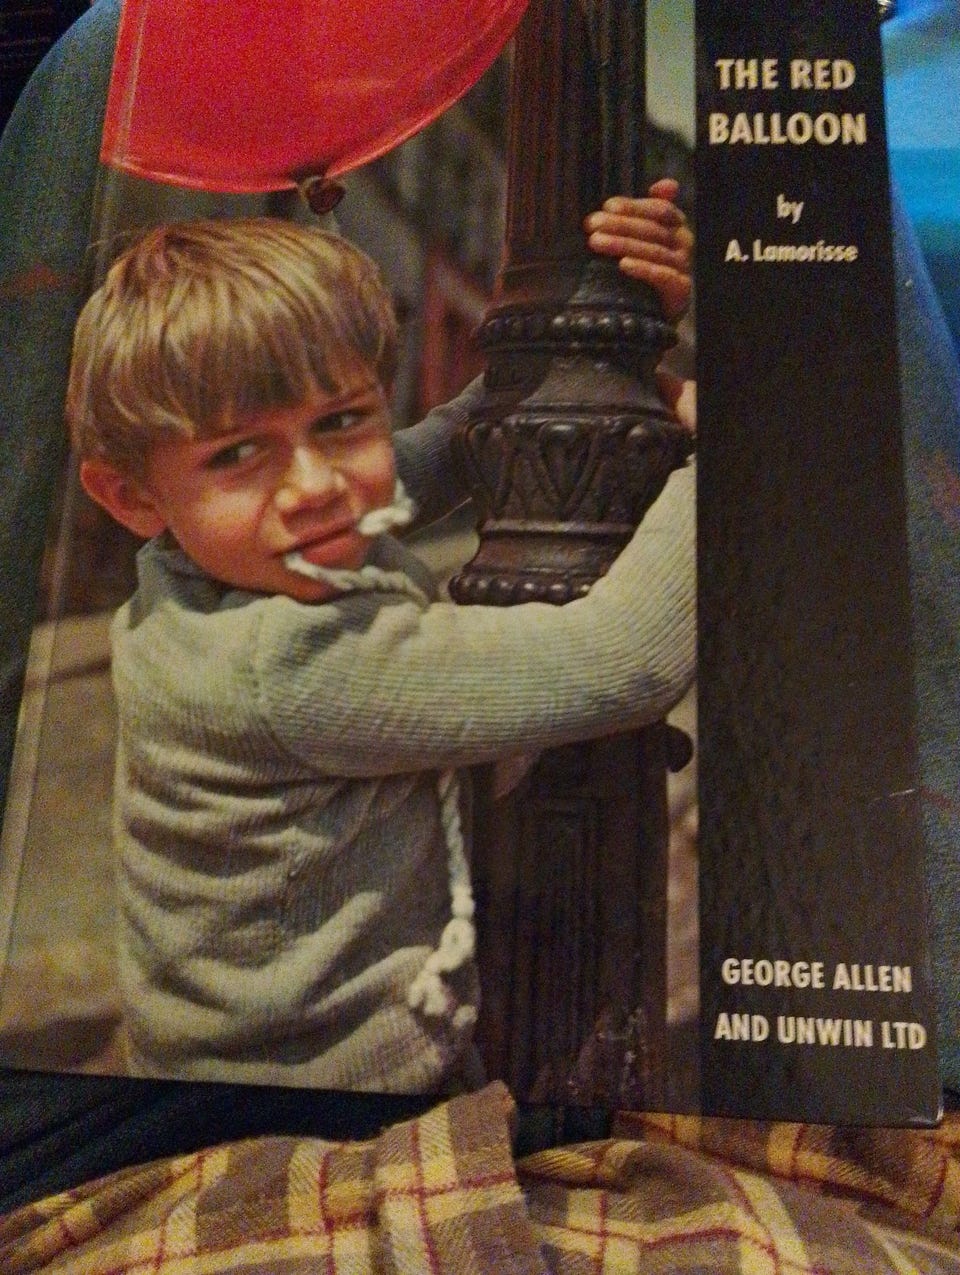 THE RED
BALLOON
by
A. Lamorisse
GEORGE ALLEN
AND UNWIN LTD